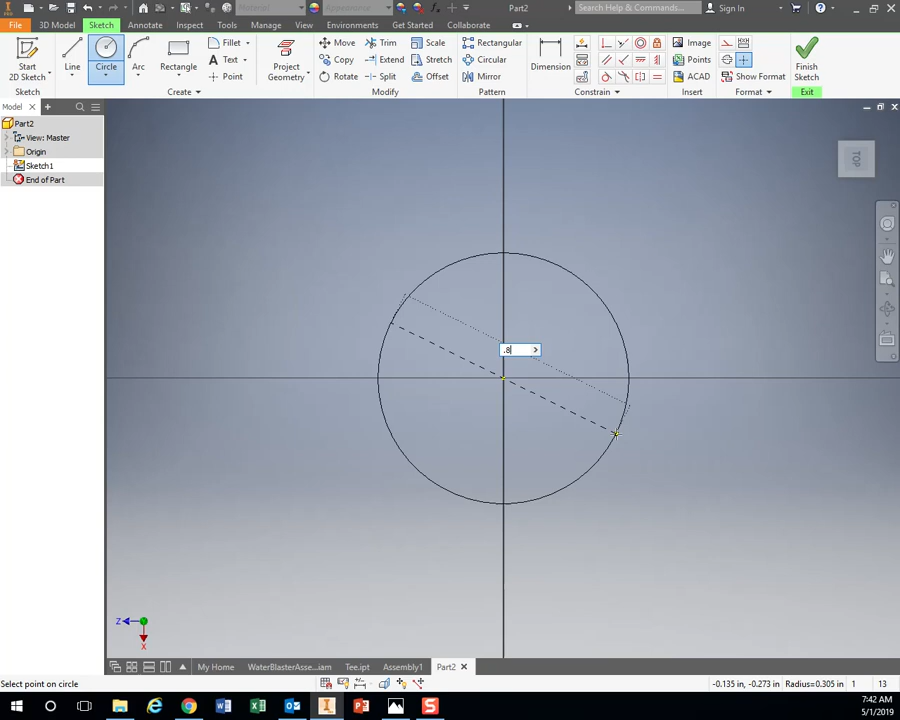 Material Appearance Part2 Search Help & Commands... Sign In
File 3D Model Sketch Annotate Inspect Tools Manage View Environments Get Started Collaborate
Start
2D Sketch Line Circle Arc Rectangle Fillet Text Point Project
Geometry Move Copy Rotate Trim Extend Split Scale Stretch Offset Rectangular Circular Mirror Dimension Image Points ACAD Show Format Finish
Sketch
Sketch Create Modify Pattern Constrain Insert Format Exit
Model
Part2
View: Master
Origin
Sketch1
End of Part
TOP
.8
Z
X
My Home WaterBlasterAsse...iam Tee.ipt Assembly1 Part2
Select point on circle -0.135 in, -0.273 in Radius=0.305 in 1 13
7:42 AM
5/1/2019